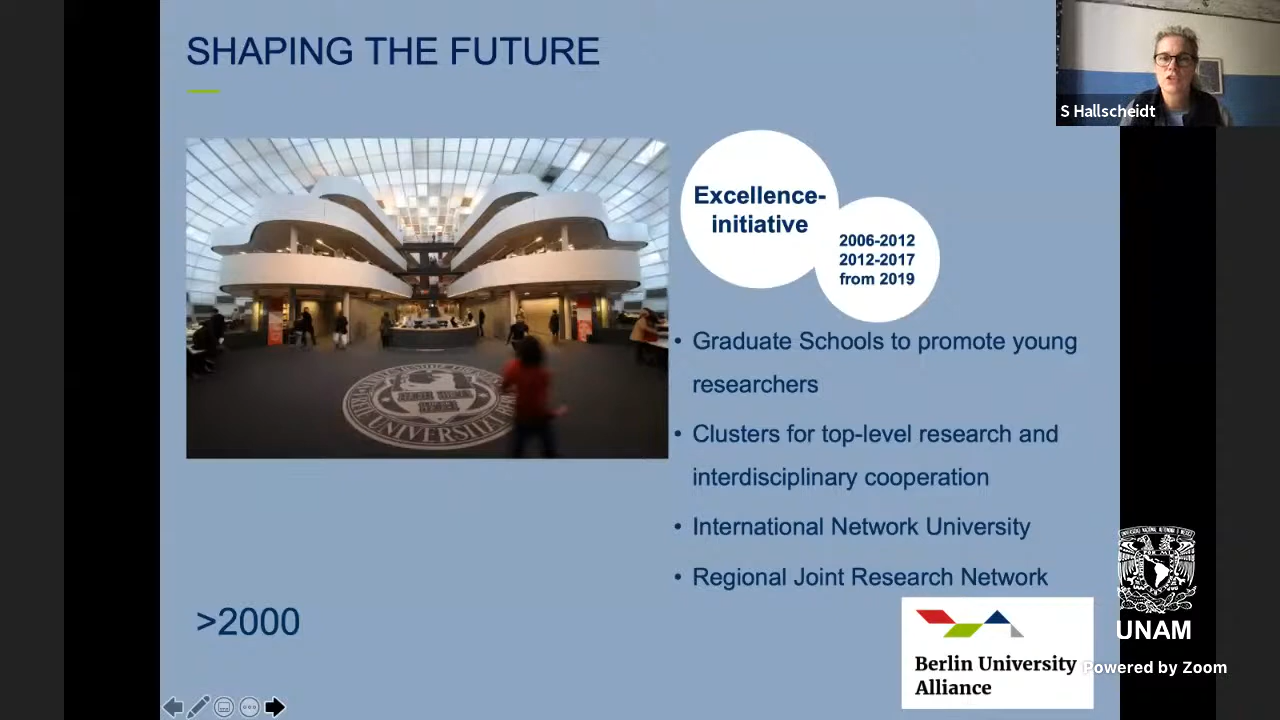 SHAPING THE FUTURE
S Hallscheidt
Excellence-
initiative
2006-2012
2012-2017
from 2019
• Graduate Schools to promote young
researchers
• Clusters for top-level research and
interdisciplinary cooperation
• International Network University
• Regional Joint Research Network
>2000
Berlin University
Alliance
UNAM
Powered by Zoom